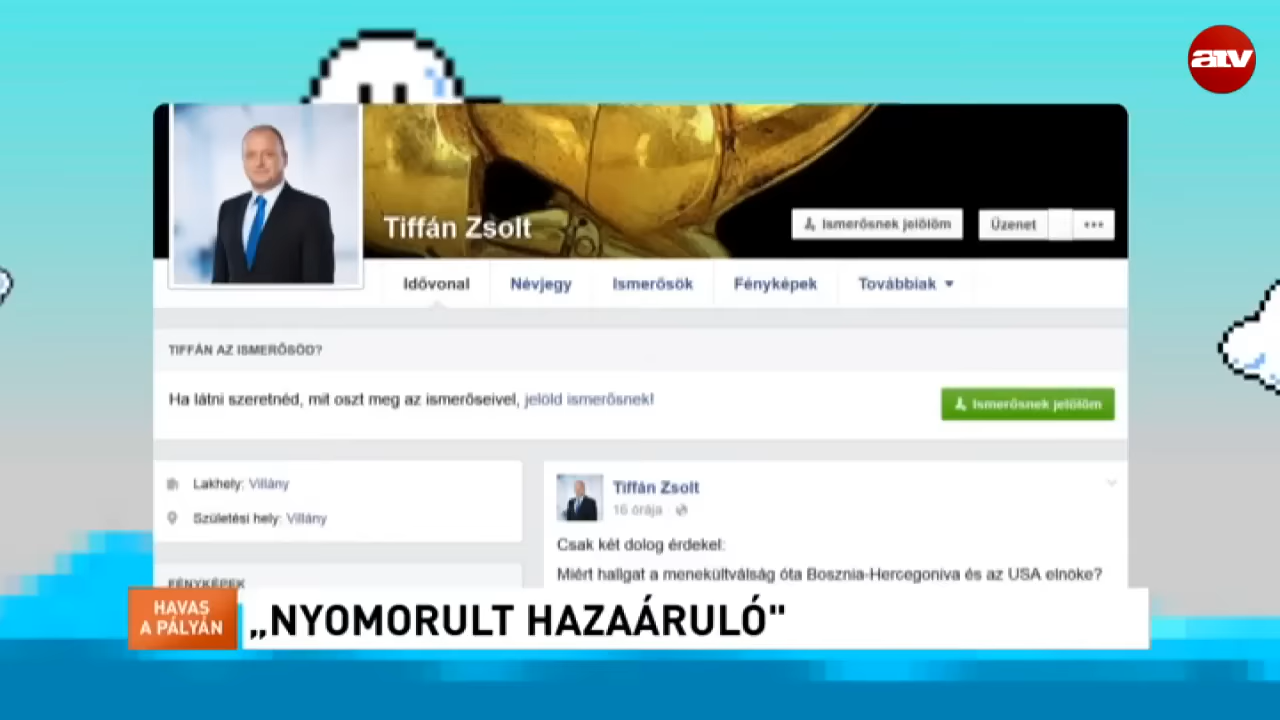 atv
Tiffán Zsolt
Ismerősnek jelölöm
Üzenet
Idővonal
Névjegy
Ismerősök
Fényképek
Továbbiak
TIFFÁN AZ ISMERŐSÖD?
Ha látni szeretnéd, mit oszt meg az ismerőseivel, jelöld ismerősnek!
Ismerősnek jelölöm
Lakhely: Villány
Születési hely: Villány
FÉNYKÉPEK
Tiffán Zsolt
16 órája
Csak két dolog érdekel:
Miért hallgat a menekültválság óta Bosznia-Hercegoniva és az USA elnöke?
HAVAS
A PÁLYÁN
„NYOMORULT HAZAÁRULÓ"